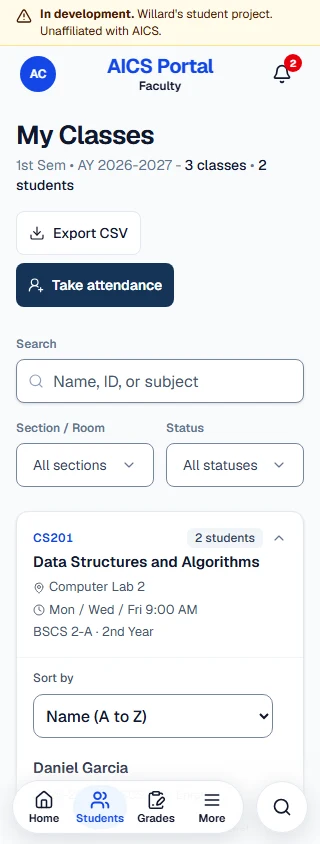 In development. Willard's student project.
Unaffiliated with AICS.
AC
AICS Portal
Faculty
2
My Classes
1st Sem • AY 2026-2027 - 3 classes • 2
students
Export CSV
Take attendance
Search
Name, ID, or subject
Section / Room
Status
All sections
All statuses
CS201
2 students
Data Structures and Algorithms
Computer Lab 2
Mon / Wed / Fri 9:00 AM
BSCS 2-A · 2nd Year
Sort by
Name (A to Z)
Daniel Garcia
Home
Students
Grades
More